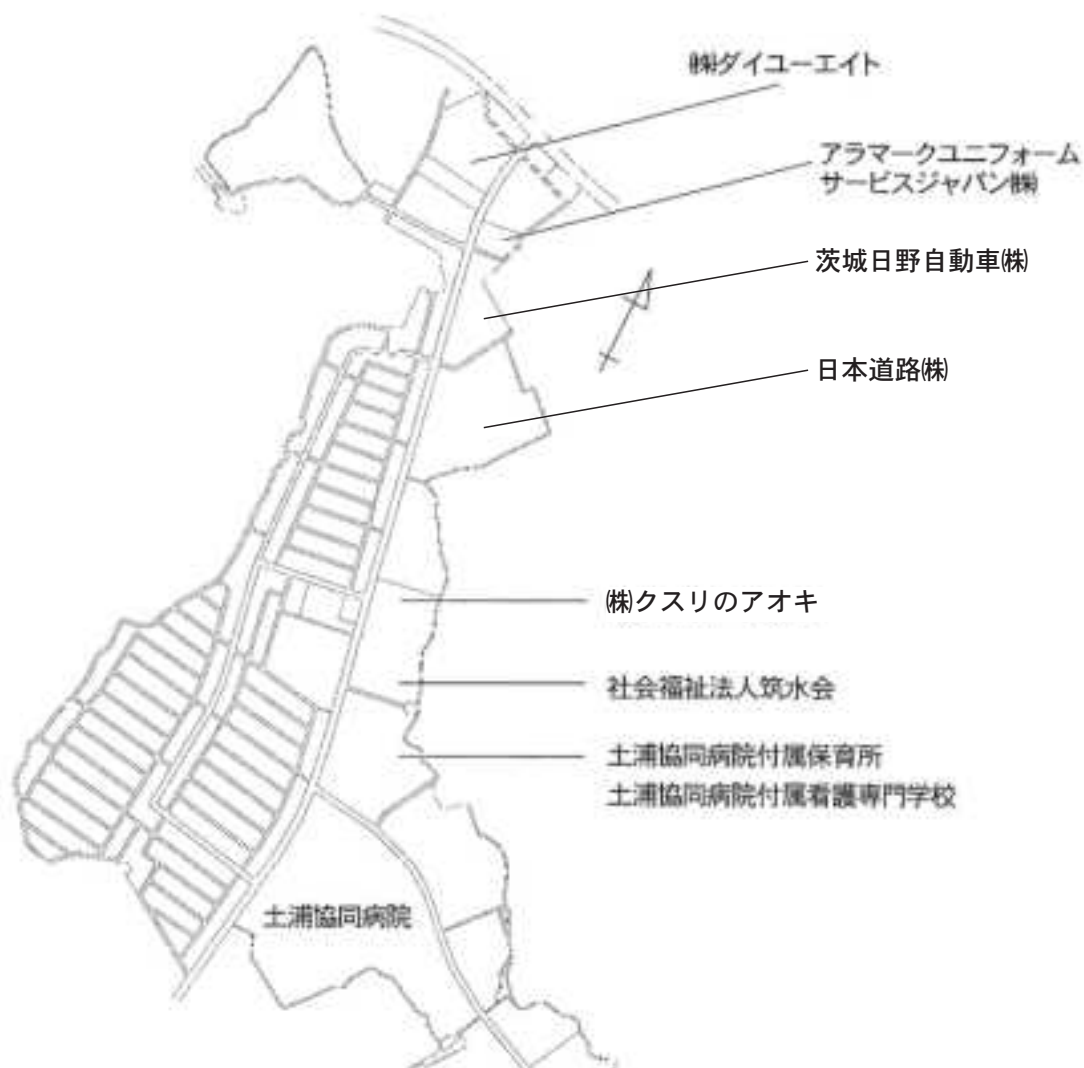 ㈱ダイユーエイト
アラマークユニフォーム
サービスジャパン㈱
茨城日野自動車㈱
日本道路㈱
㈱クスリのアオキ
社会福祉法人筑水会
土浦協同病院付属保育所
土浦協同病院付属看護専門学校
土浦協同病院